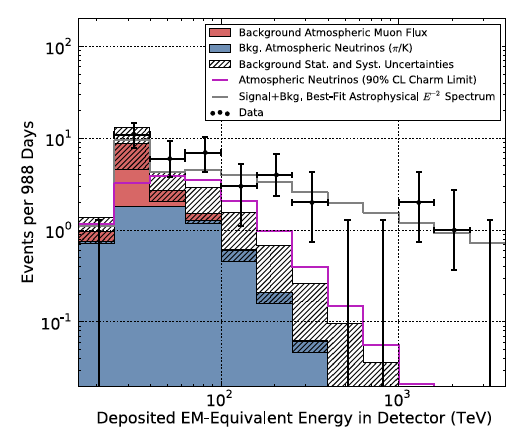 Background Atmospheric Muon Flux
Bkg. Atmospheric Neutrinos (π/K)
Background Stat. and Syst. Uncertainties
Atmospheric Neutrinos (90% CL Charm Limit)
Signal+Bkg. Best-Fit Astrophysical E⁻² Spectrum
Data
Events per 988 Days
10²
10¹
10⁰
10⁻¹
10²
10³
Deposited EM-Equivalent Energy in Detector (TeV)